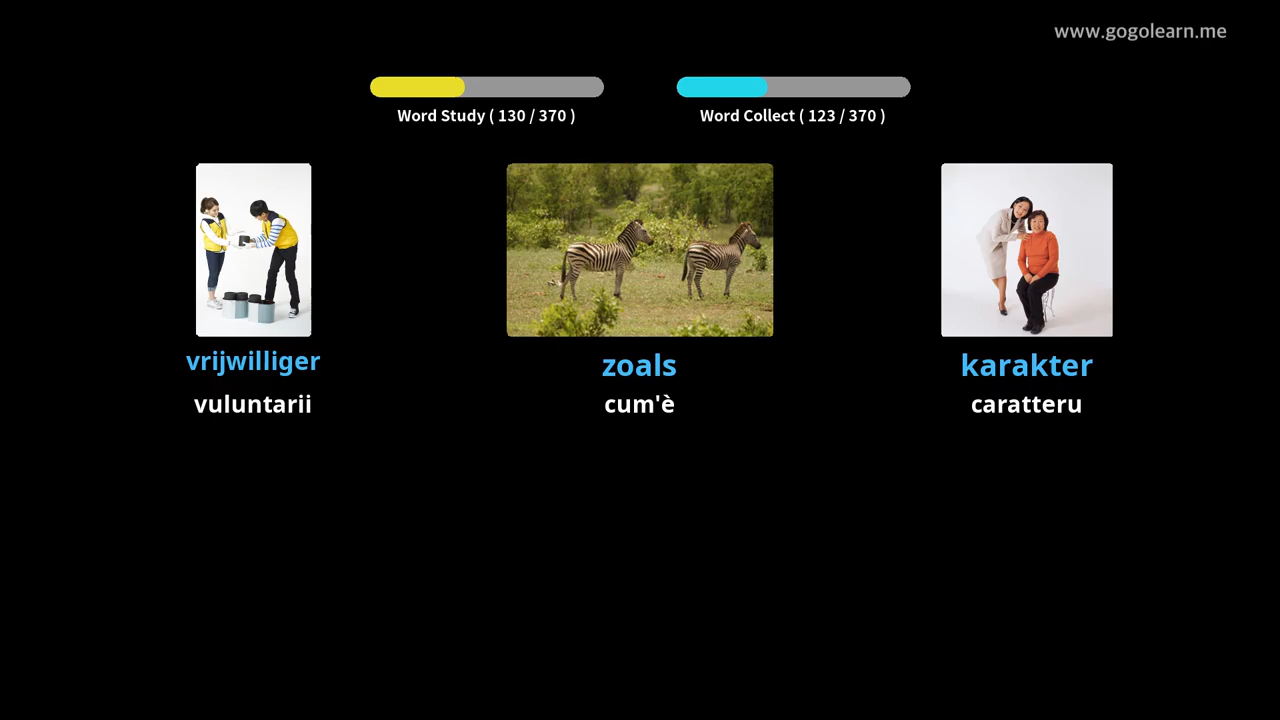 www.gogolearn.me
Word Study ( 130 / 370 )
Word Collect ( 123 / 370 )
vrijwilliger
vuluntarii
zoals
cum'è
karakter
caratteru